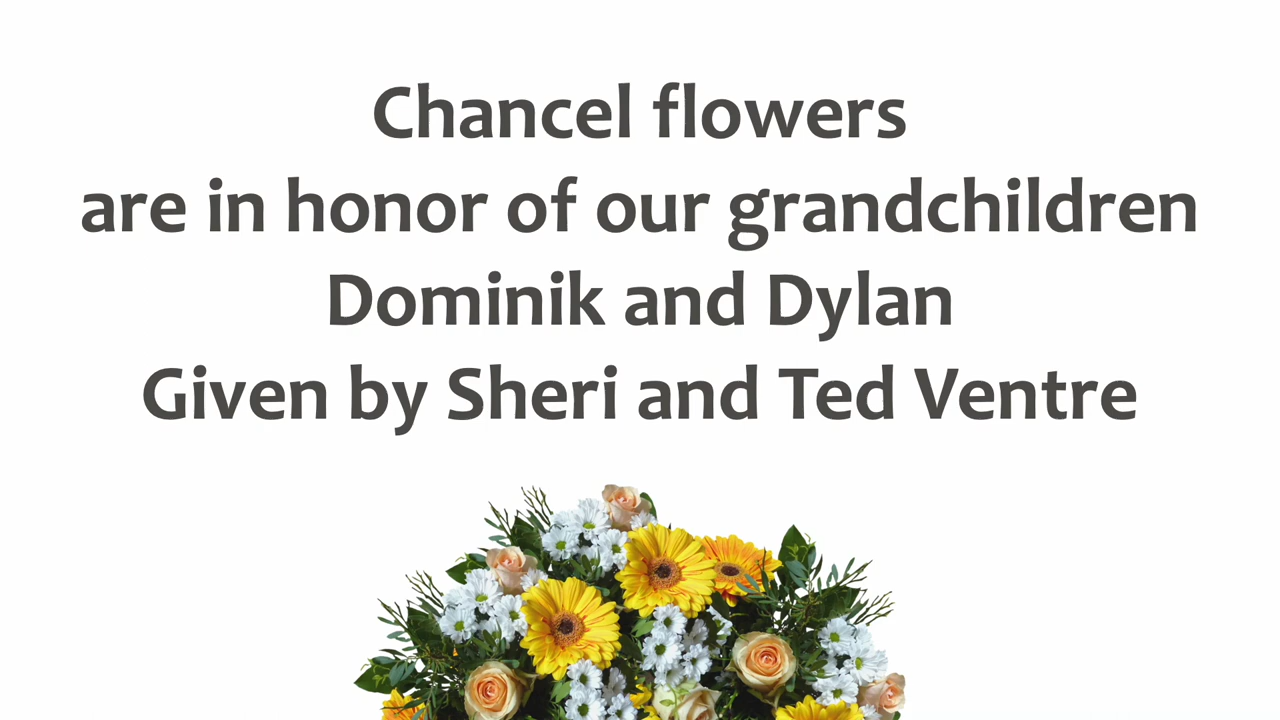 Chancel flowers
are in honor of our grandchildren
Dominik and Dylan
Given by Sheri and Ted Ventre